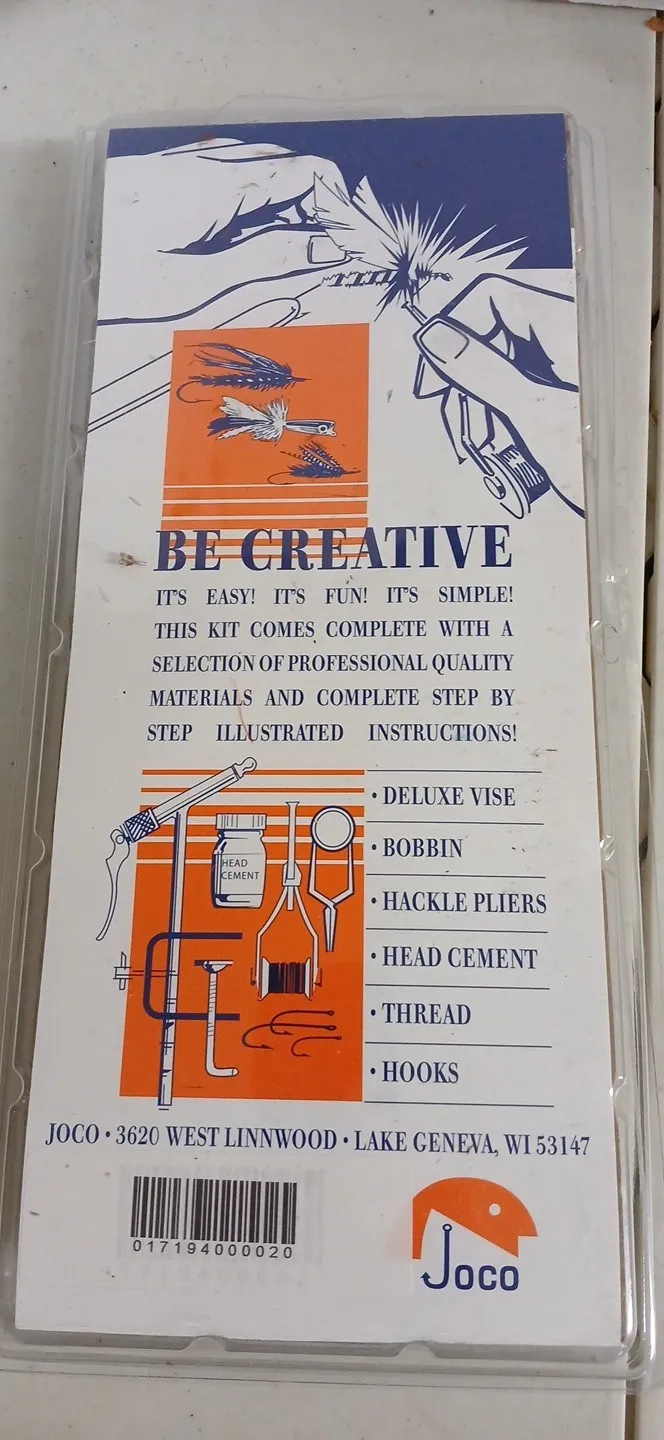 BE CREATIVE
IT'S EASY! IT'S FUN! IT'S SIMPLE!
THIS KIT COMES COMPLETE WITH A
SELECTION OF PROFESSIONAL QUALITY
MATERIALS AND COMPLETE STEP BY
STEP ILLUSTRATED INSTRUCTIONS!
HEAD
CEMENT
• DELUXE VISE
• BOBBIN
• HACKLE PLIERS
• HEAD CEMENT
• THREAD
• HOOKS
JOCO • 3620 WEST LINNWOOD • LAKE GENEVA, WI 53147
017194000020
JOCO